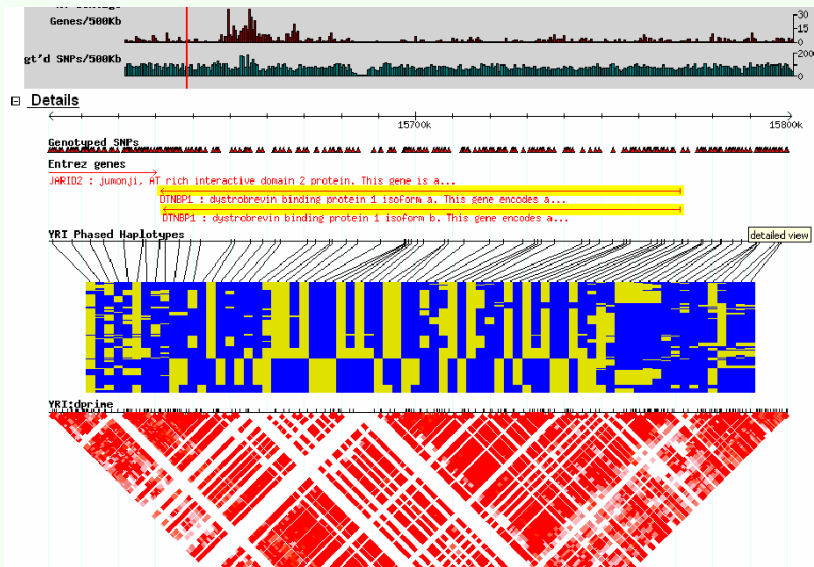 Genes/500Kb
30
15
0
gt'd SNPs/500Kb
2000
0
Details
15700k
15800k
Genotyped SNPs
Entrez genes
JARID2 : jumonji, AT rich interactive domain 2 protein. This gene is a...
DTNBP1 : dystrobrevin binding protein 1 isoform a. This gene encodes a...
DTNBP1 : dystrobrevin binding protein 1 isoform b. This gene encodes a...
YRI Phased Haplotypes
detailed view
YRI:dprime